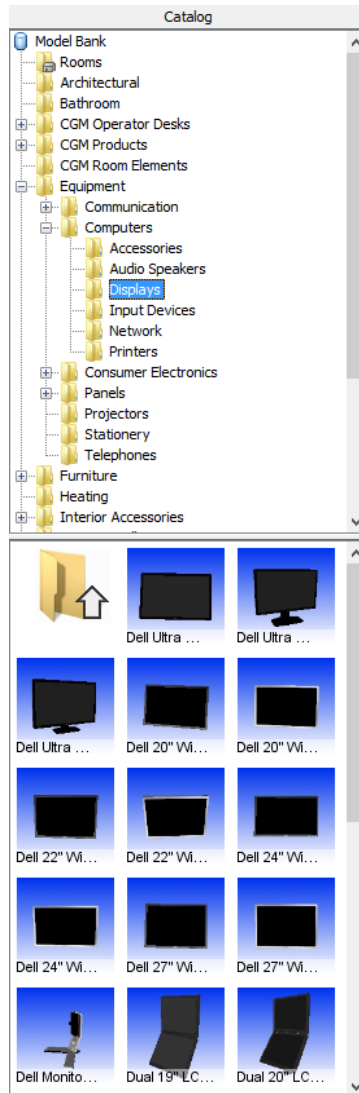 Catalog
Model Bank
Rooms
Architectural
Bathroom
CGM Operator Desks
CGM Products
CGM Room Elements
Equipment
Communication
Computers
Accessories
Audio Speakers
Displays
Input Devices
Network
Printers
Consumer Electronics
Panels
Projectors
Stationery
Telephones
Furniture
Heating
Interior Accessories
Dell Ultra ...
Dell Ultra ...
Dell Ultra ...
Dell 20" Wi...
Dell 20" Wi...
Dell 22" Wi...
Dell 22" Wi...
Dell 24" Wi...
Dell 24" Wi...
Dell 27" Wi...
Dell 27" Wi...
Dell Monito...
Dual 19" LC...
Dual 20" LC...